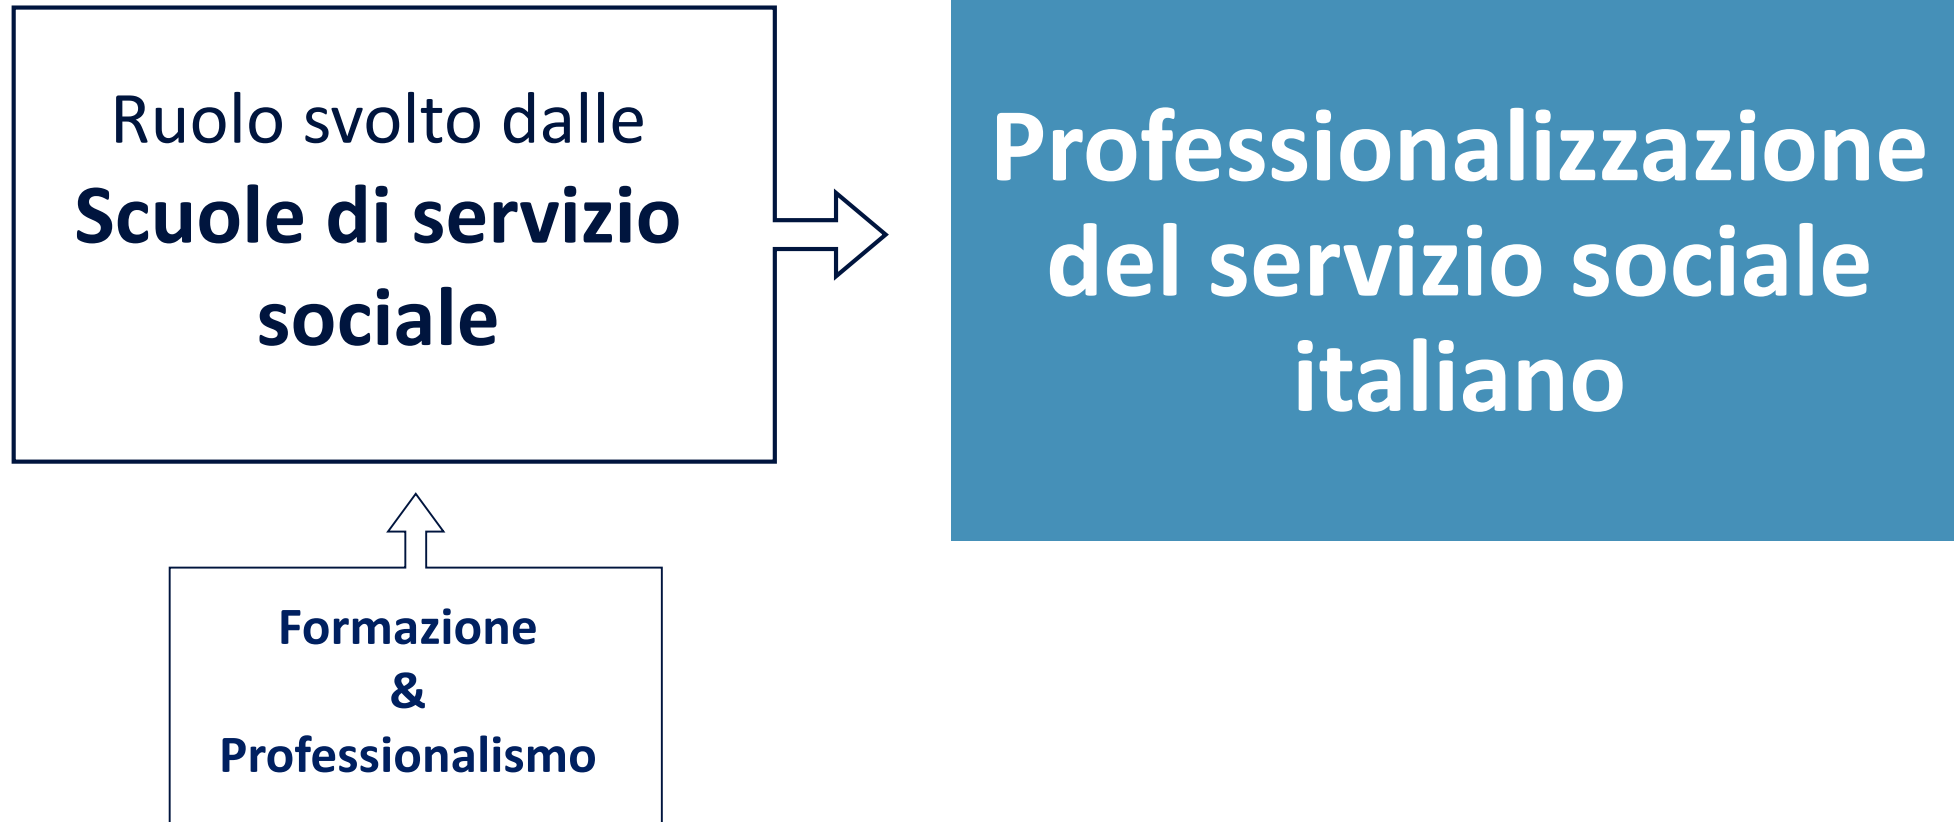 Ruolo svolto dalle
Scuole di servizio
sociale
Professionalizzazione
del servizio sociale
italiano
Formazione
&
Professionalismo